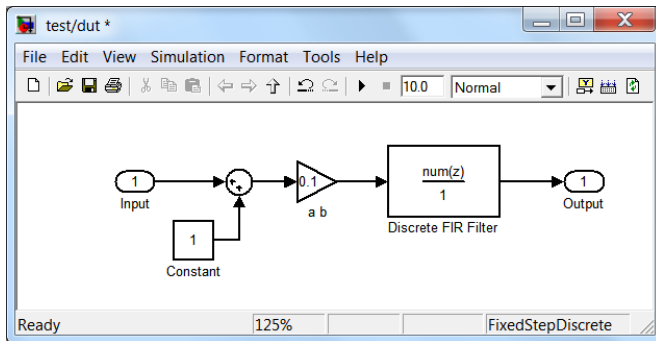 test/dut *
File Edit View Simulation Format Tools Help
10.0 Normal
1
Input
1
Constant
0.1
a b
num(z)
1
Discrete FIR Filter
1
Output
Ready 125% FixedStepDiscrete